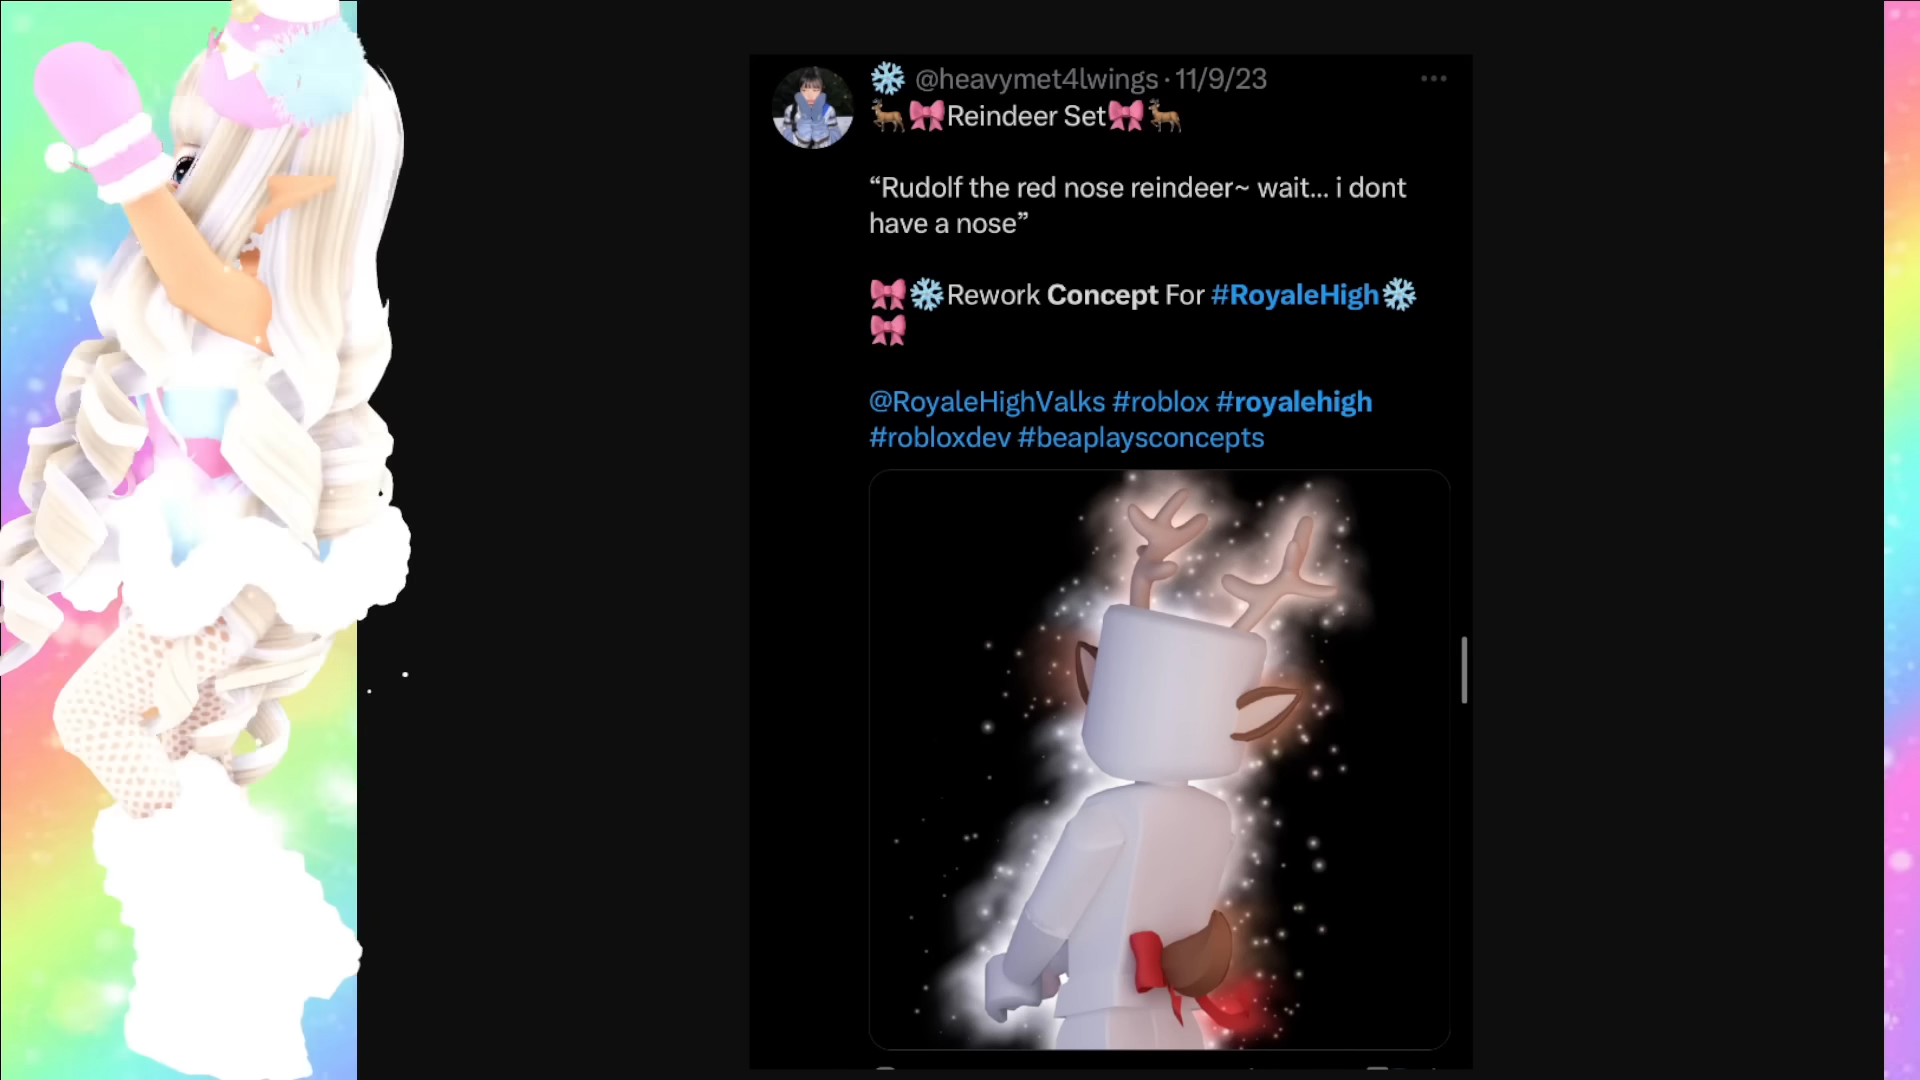 ❄️ @heavymet4lwings · 11/9/23
🦌🎀Reindeer Set🎀🦌
“Rudolf the red nose reindeer~ wait... i dont
have a nose”
🎀❄️Rework Concept For #RoyaleHigh❄️
🎀
@RoyaleHighValks #roblox #royalehigh
#robloxdev #beaplaysconcepts